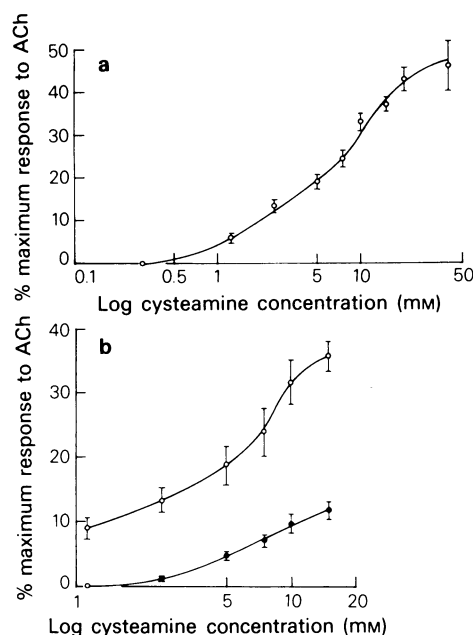 a
% maximum response to ACh
50
40
30
20
10
0
0.1 0.5 1 5 10 50
Log cysteamine concentration (mM)
b
% maximum response to ACh
40
30
20
10
0
1 5 10 20
Log cysteamine concentration (mM)